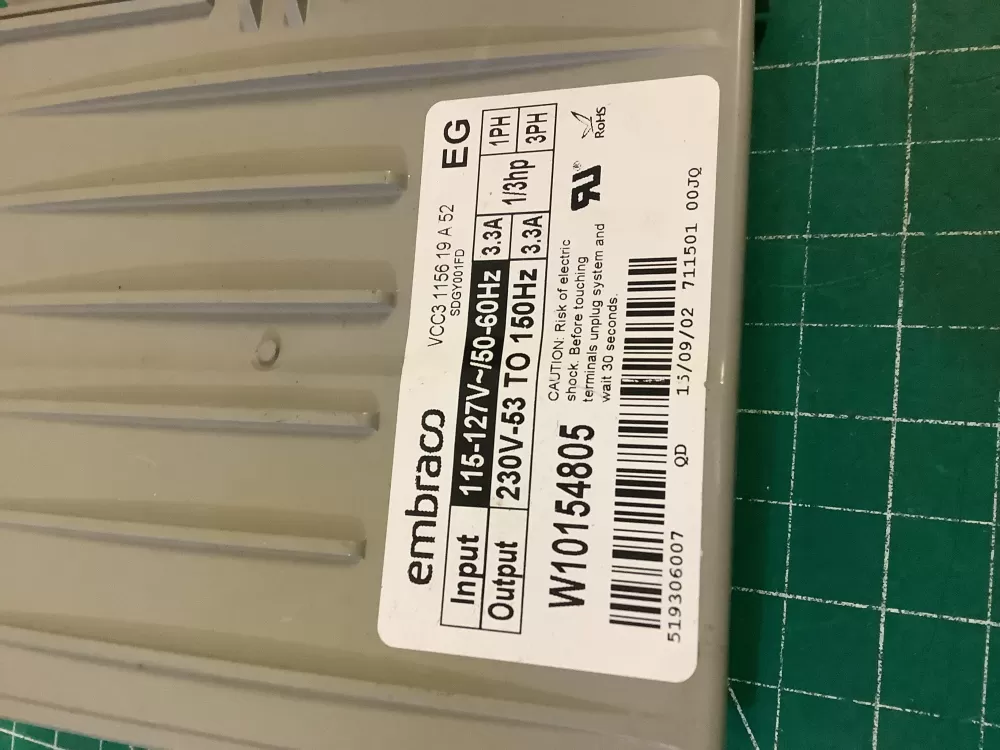 embraco VCC3 1156 19 A 52 EG
SDGY001FD
Input 115-127V~/50-60Hz 3.3A 1/3hp 1PH
Output 230V-53 TO 150Hz 3.3A 3PH
W10154805
CAUTION: Risk of electric
shock. Before touching
terminals unplug system and
wait 30 seconds.
RU®
RoHS
519306007 QD 13/09/02 711501 00JQ